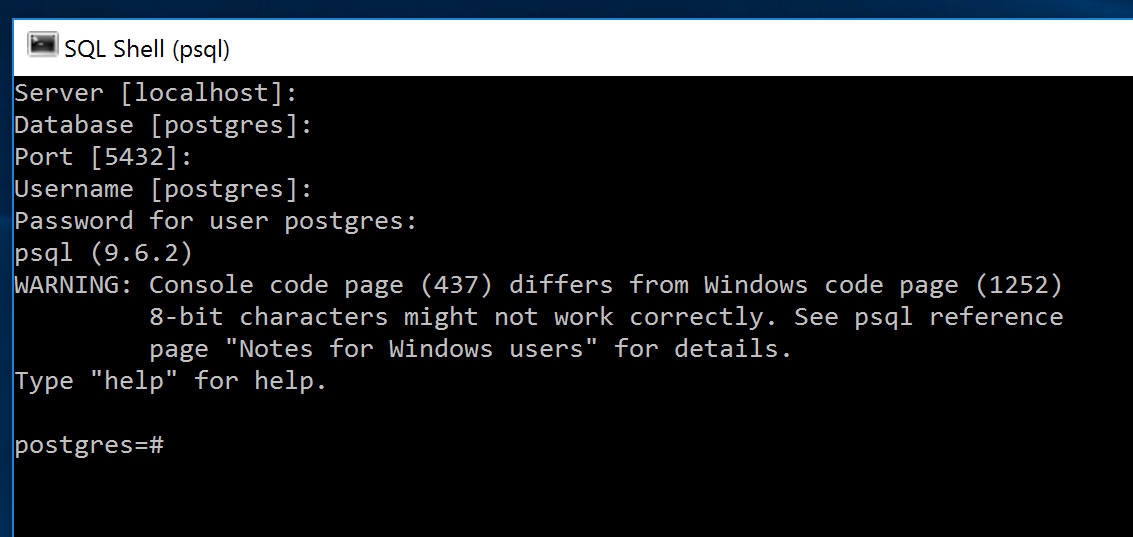 SQL Shell (psql)
Server [localhost]:
Database [postgres]:
Port [5432]:
Username [postgres]:
Password for user postgres:
psql (9.6.2)
WARNING: Console code page (437) differs from Windows code page (1252)
         8-bit characters might not work correctly. See psql reference
         page "Notes for Windows users" for details.
Type "help" for help.

postgres=#